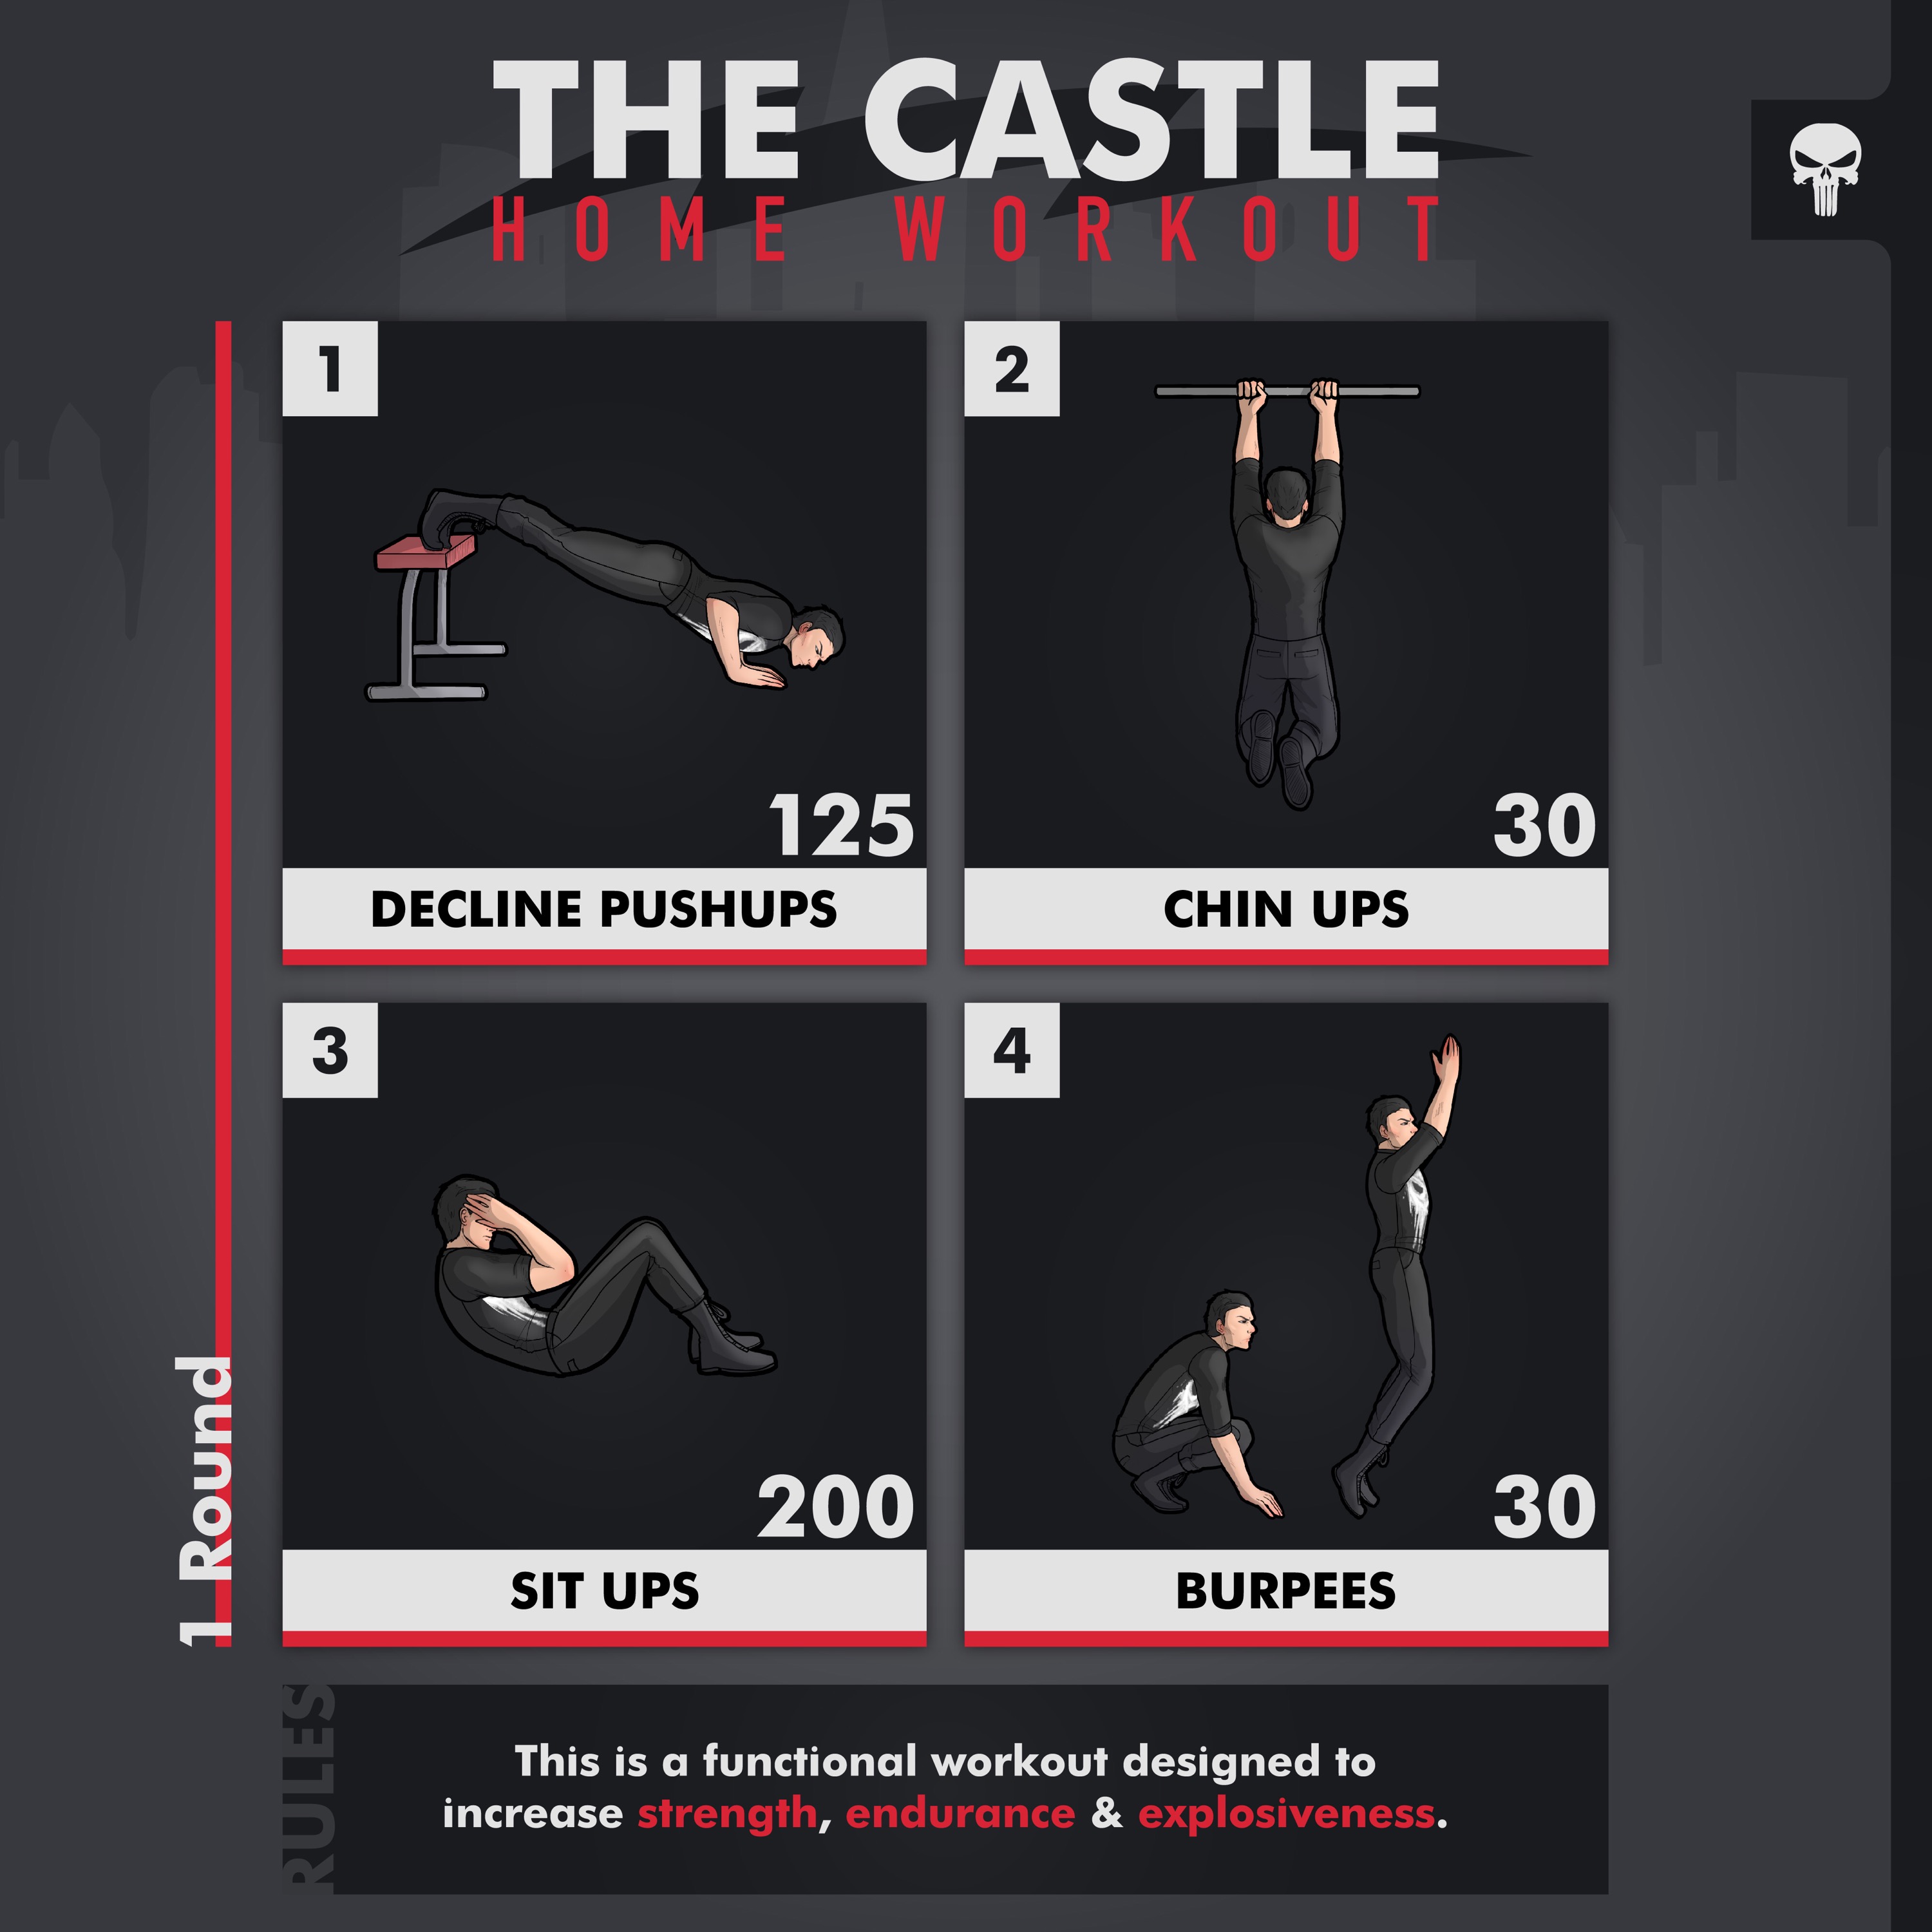 THE CASTLE
HOME WORKOUT
1
125
DECLINE PUSHUPS
2
30
CHIN UPS
3
200
SIT UPS
4
30
BURPEES
1 Round
RULES
This is a functional workout designed to
increase strength, endurance & explosiveness.